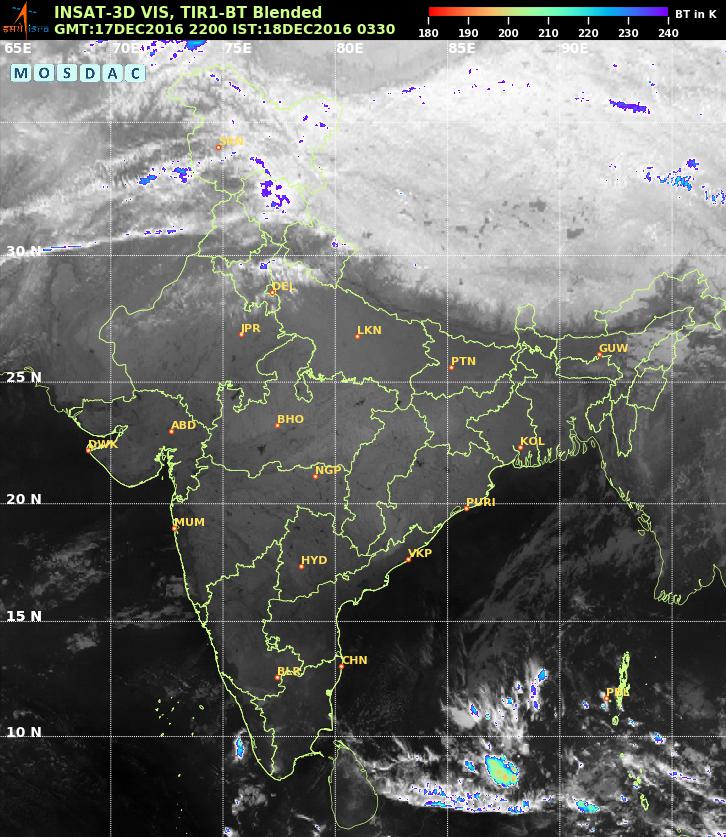 INSAT-3D VIS, TIR1-BT Blended
GMT:17DEC2016 2200 IST:18DEC2016 0330
BT in K
180 190 200 210 220 230 240
65E 70E 75E 80E 85E 90E
MOSDAC
SRN
30 N
DEL
JPR
LKN
GUW
PTN
25 N
ABD
BHO
DWK
KOL
NGP
20 N
PURI
MUM
VKP
HYD
15 N
CHN
BLR
PBL
10 N